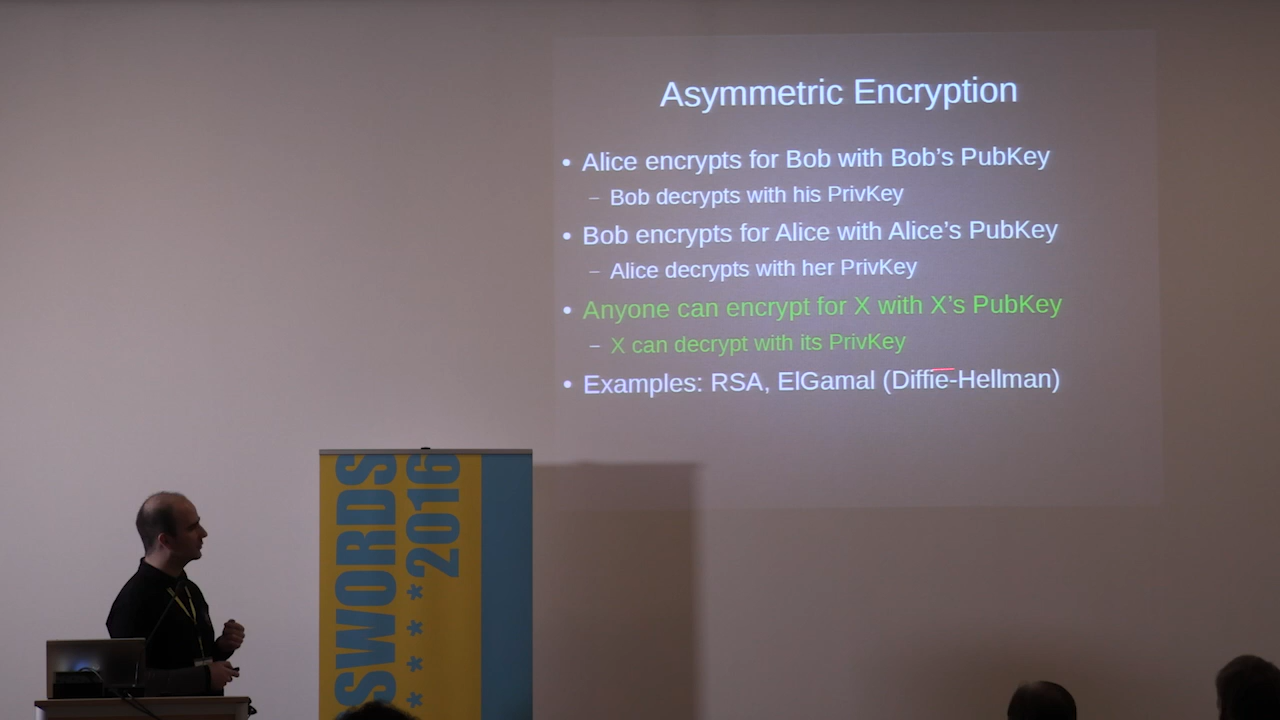 Asymmetric Encryption
• Alice encrypts for Bob with Bob's PubKey
– Bob decrypts with his PrivKey
• Bob encrypts for Alice with Alice's PubKey
– Alice decrypts with her PrivKey
• Anyone can encrypt for X with X's PubKey
– X can decrypt with its PrivKey
• Examples: RSA, ElGamal (Diffie-Hellman)
SWORDS
****2016